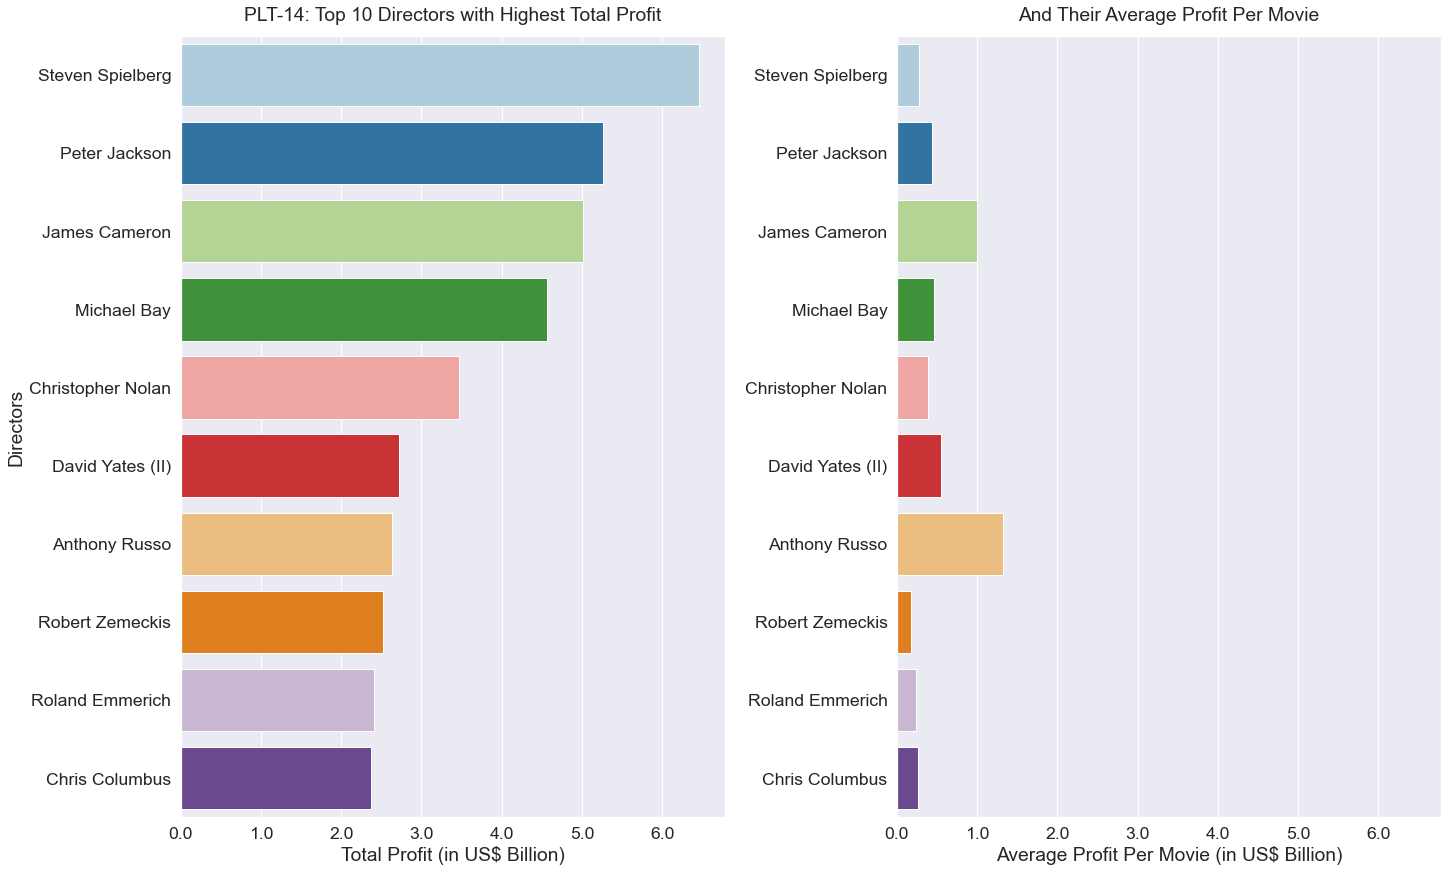 PLT-14: Top 10 Directors with Highest Total Profit
Directors
Steven Spielberg
Peter Jackson
James Cameron
Michael Bay
Christopher Nolan
David Yates (II)
Anthony Russo
Robert Zemeckis
Roland Emmerich
Chris Columbus
0.0 1.0 2.0 3.0 4.0 5.0 6.0
Total Profit (in US$ Billion)
And Their Average Profit Per Movie
Steven Spielberg
Peter Jackson
James Cameron
Michael Bay
Christopher Nolan
David Yates (II)
Anthony Russo
Robert Zemeckis
Roland Emmerich
Chris Columbus
0.0 1.0 2.0 3.0 4.0 5.0 6.0
Average Profit Per Movie (in US$ Billion)